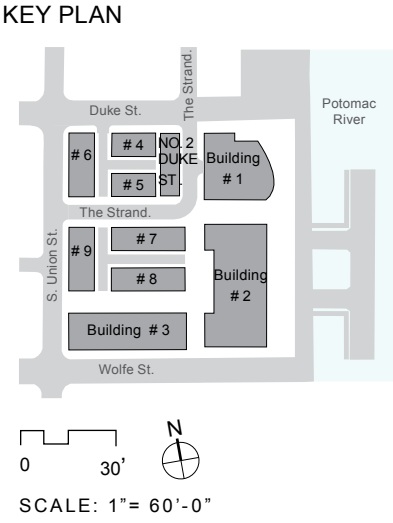 KEY PLAN
The Strand.
Duke St.
Potomac
River
# 6
# 4
NO. 2
DUKE
ST.
Building
# 1
# 5
The Strand.
S. Union St.
# 9
# 7
# 8
Building
# 2
Building # 3
Wolfe St.
N
0 30'
SCALE: 1"= 60'-0"